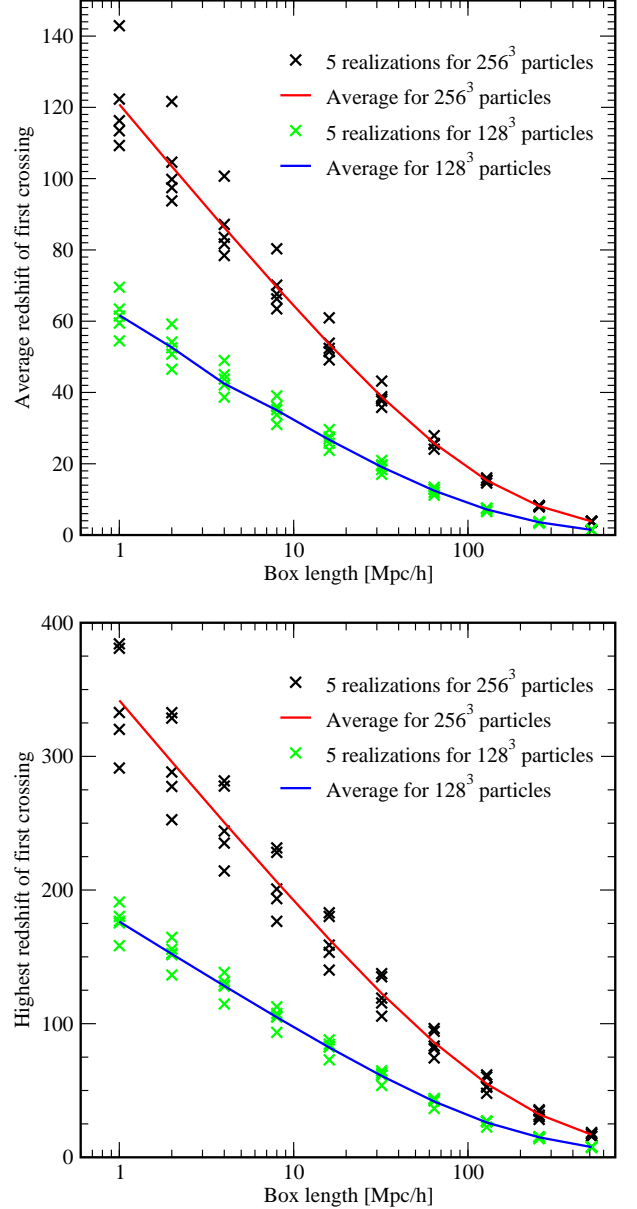 140
120
100
80
60
40
20
0
Average redshift of first crossing
5 realizations for 256³ particles
Average for 256³ particles
5 realizations for 128³ particles
Average for 128³ particles
1 10 100
Box length [Mpc/h]
400
300
200
100
0
Highest redshift of first crossing
5 realizations for 256³ particles
Average for 256³ particles
5 realizations for 128³ particles
Average for 128³ particles
1 10 100
Box length [Mpc/h]